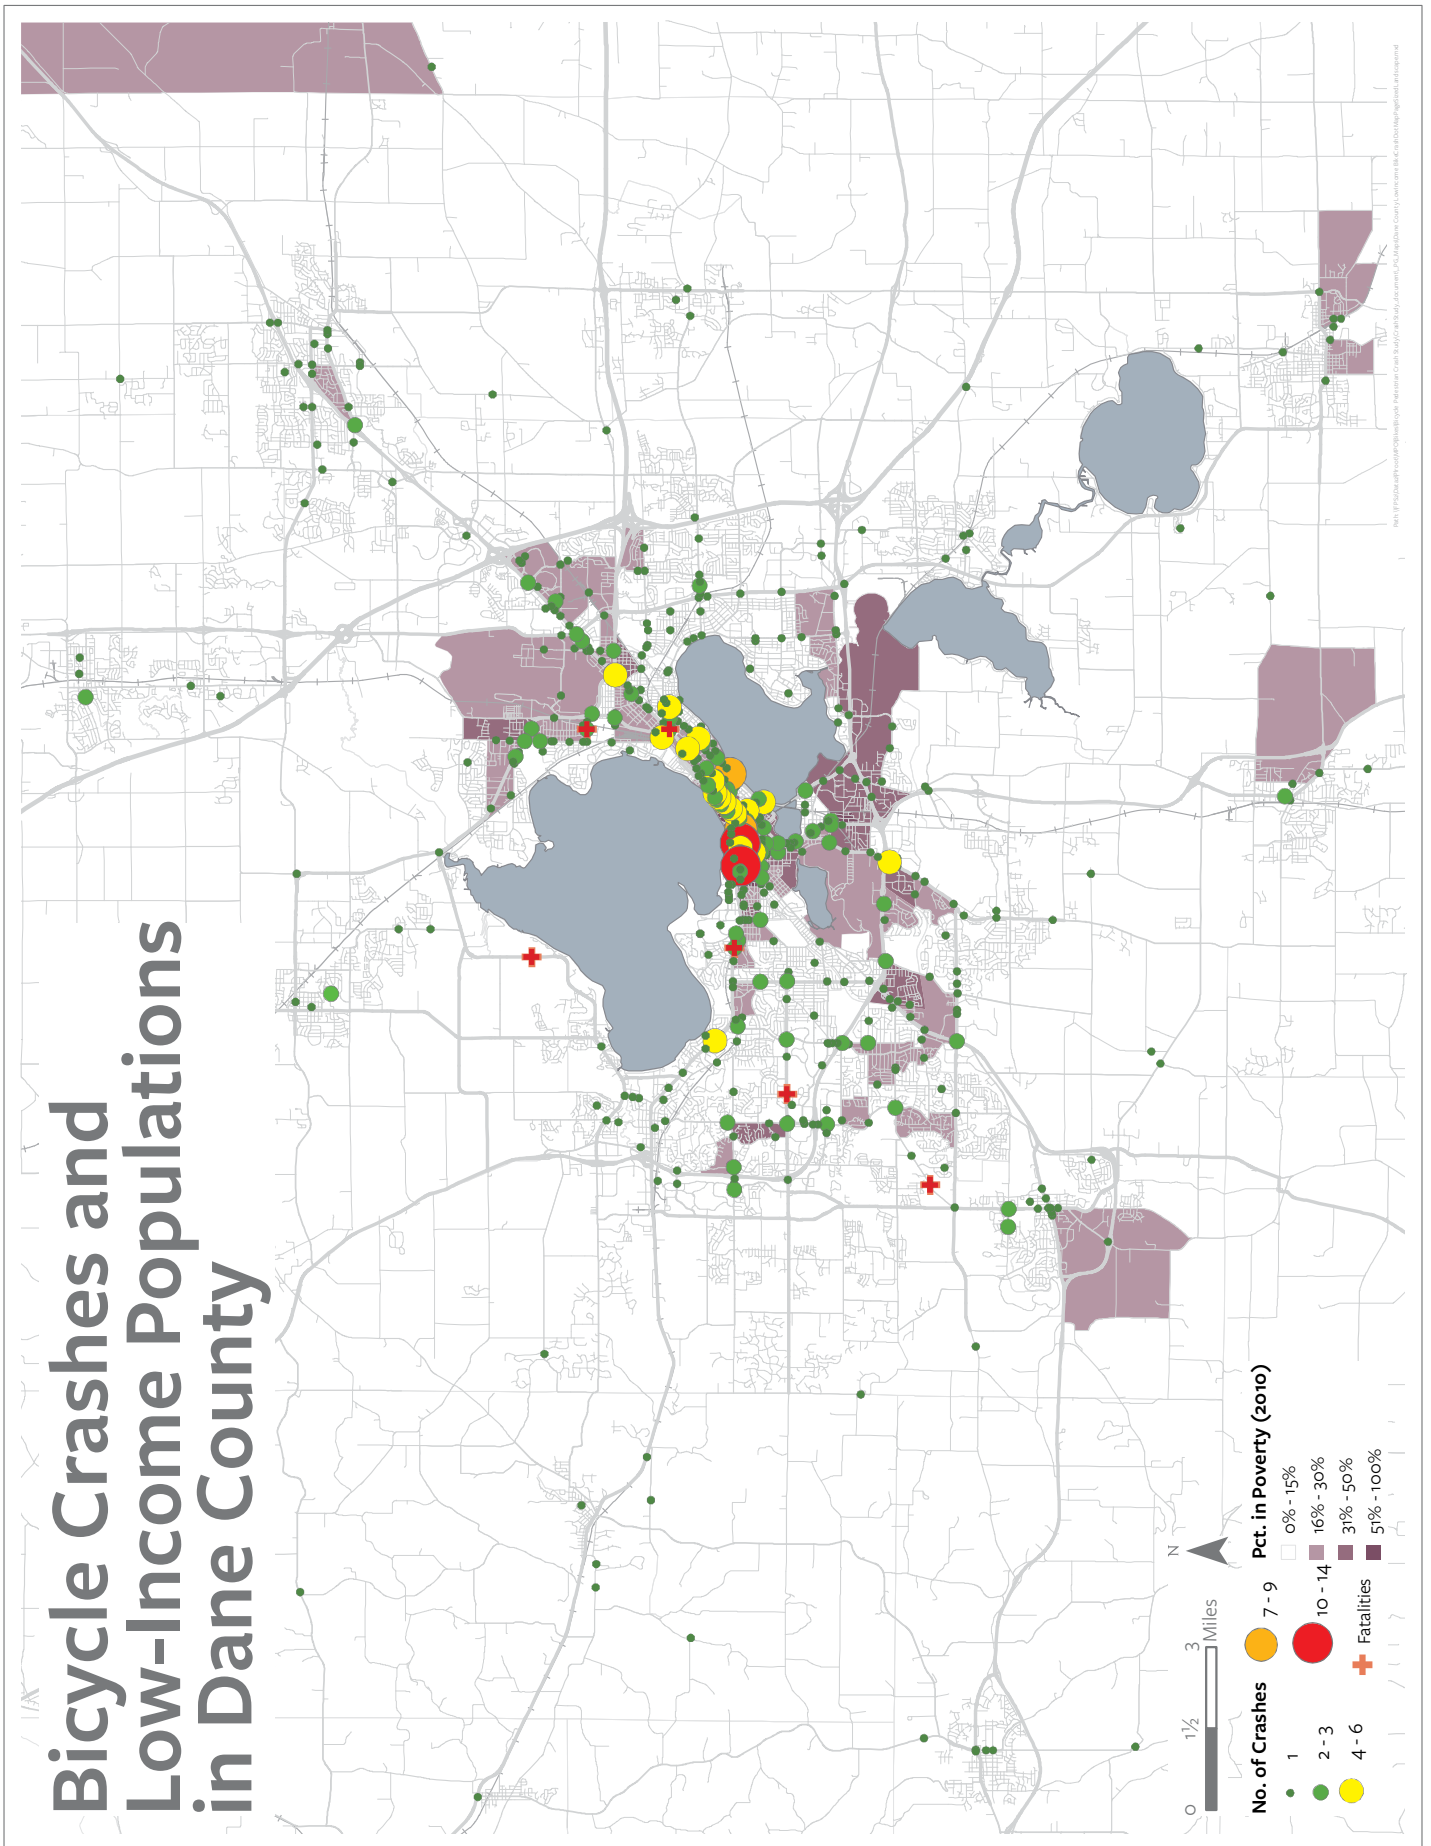 Bicycle Crashes and
Low-Income Populations
in Dane County
0 1½ 3
Miles
N
No. of Crashes
1
2 - 3
4 - 6
7 - 9
10 - 14
Fatalities
Pct. in Poverty (2010)
0% - 15%
16% - 30%
31% - 50%
51% - 100%